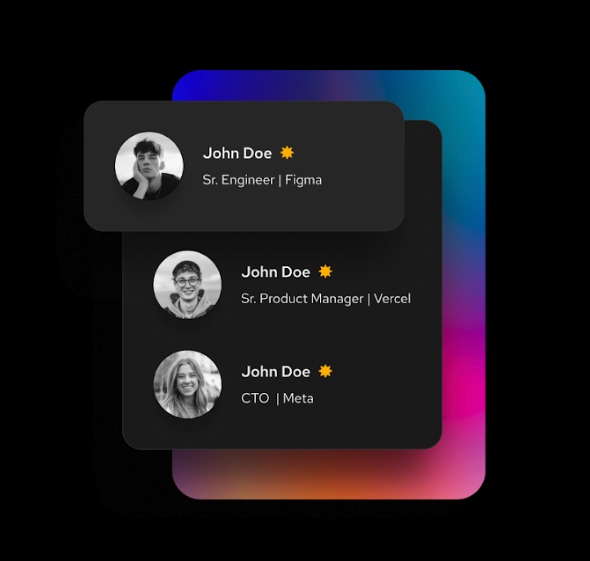 John Doe
Sr. Engineer | Figma
John Doe
Sr. Product Manager | Vercel
John Doe
CTO | Meta